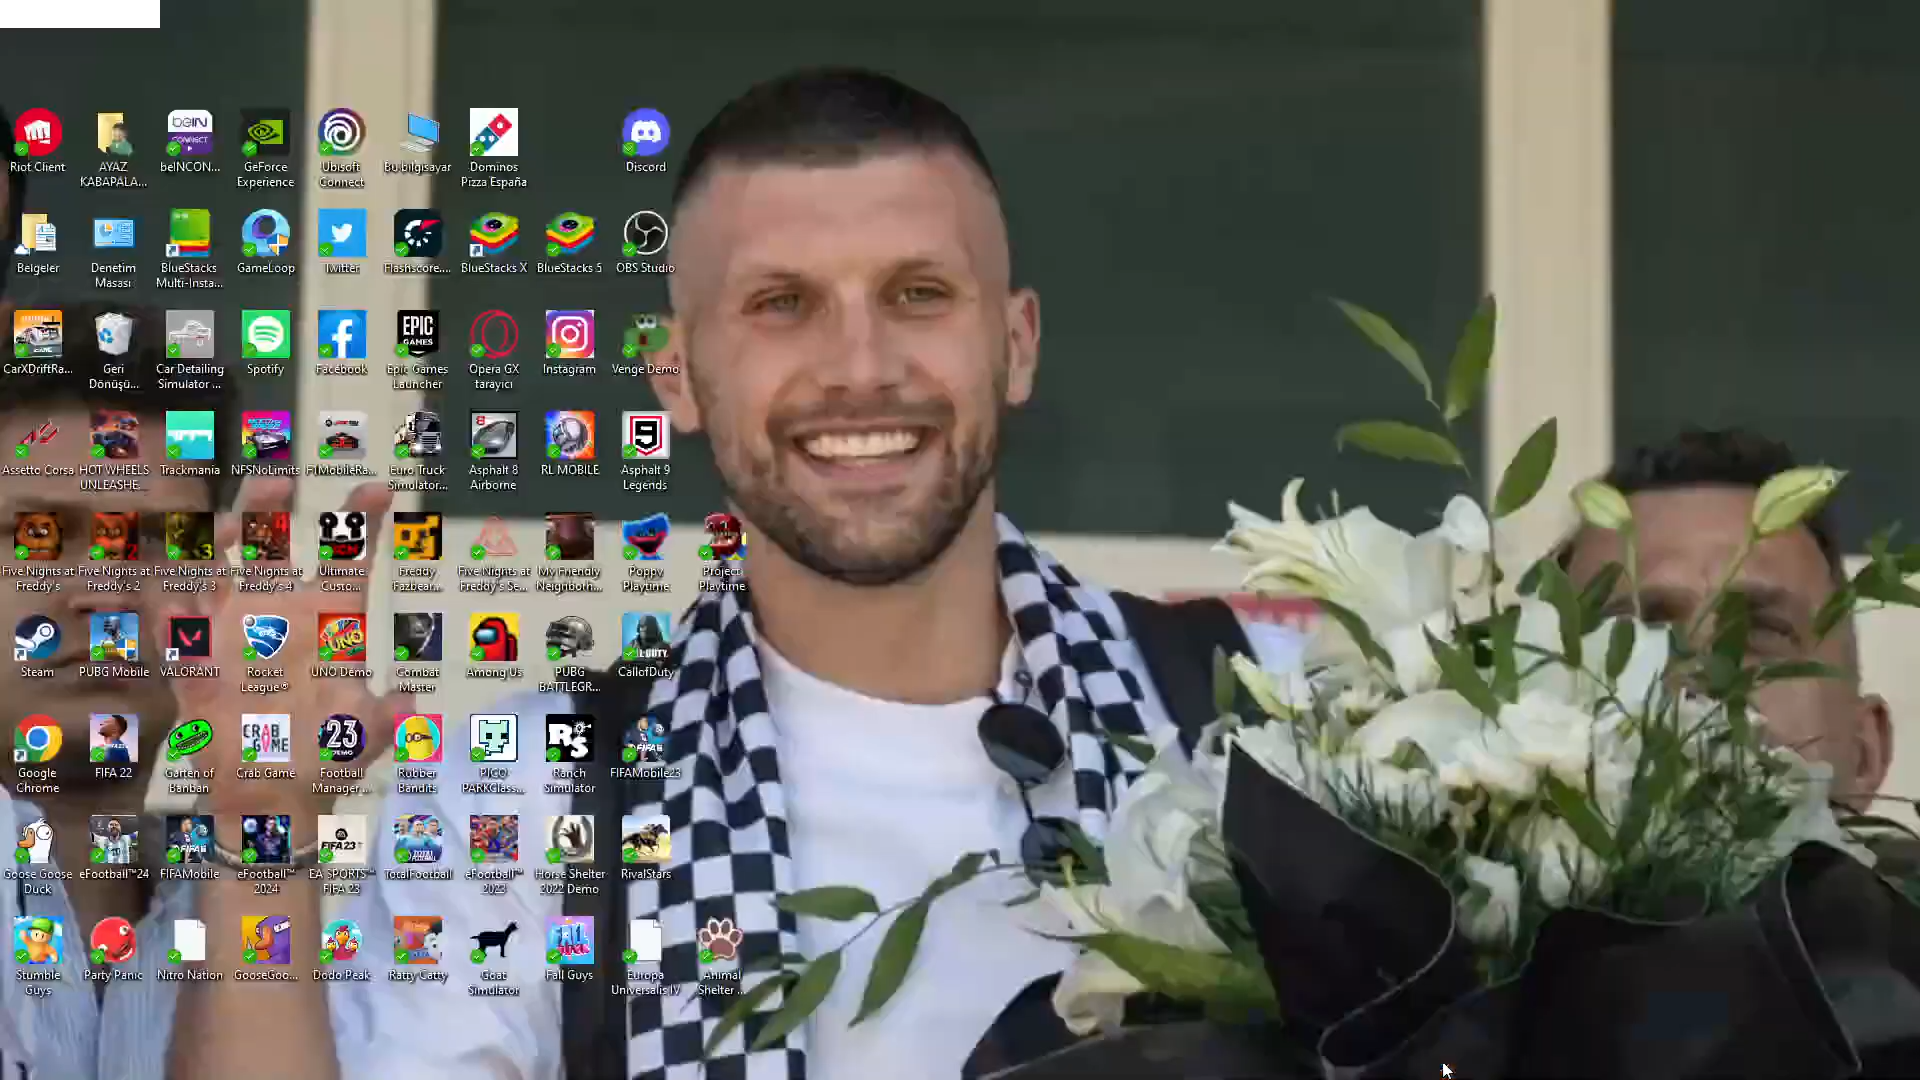 Riot Client
AYAZ
KABAPALA...
beINCON...
GeForce
Experience
Ubisoft
Connect
Bu bilgisayar
Dominos
Pizza España
Discord
Belgeler
Denetim
Masası
BlueStacks
Multi-Insta...
GameLoop
Twitter
Flashscore....
BlueStacks X
BlueStacks 5
OBS Studio
CarXDriftRa...
Geri
Dönüşü...
Car Detailing
Simulator ...
Spotify
Facebook
Epic Games
Launcher
Opera GX
tarayıcı
Instagram
Venge Demo
Assetto Corsa
HOT WHEELS
UNLEASHE...
Trackmania
NFSNoLimits
F1MobileRa...
Euro Truck
Simulator...
Asphalt 8
Airborne
RL MOBILE
Asphalt 9
Legends
Five Nights at
Freddy's
Five Nights at
Freddy's 2
Five Nights at
Freddy's 3
Five Nights at
Freddy's 4
Ultimate
Custo...
Freddy
Fazbear...
Five Nights at
Freddy's Se...
My Friendly
Neighborh...
Poppy
Playtime
Project
Playtime
Steam
PUBG Mobile
VALORANT
Rocket
League®
UNO Demo
Combat
Master
Among Us
PUBG
BATTLEGR...
CallofDuty
Google
Chrome
FIFA 22
Garten of
Banban
Crab Game
Football
Manager ...
Rubber
Bandits
PICO
PARKClass...
Ranch
Simulator
FIFAMobile23
Goose Goose
Duck
eFootball™24
FIFAMobile
eFootball™
2024
EA SPORTS™
FIFA 23
TotalFootball
eFootball™
2023
Horse Shelter
2022 Demo
RivalStars
Stumble
Guys
Party Panic
Nitro Nation
GooseGoo...
Dodo Peak
Ratty Catty
Goat
Simulator
Fall Guys
Europa
Universalis IV
Animal
Shelter ...